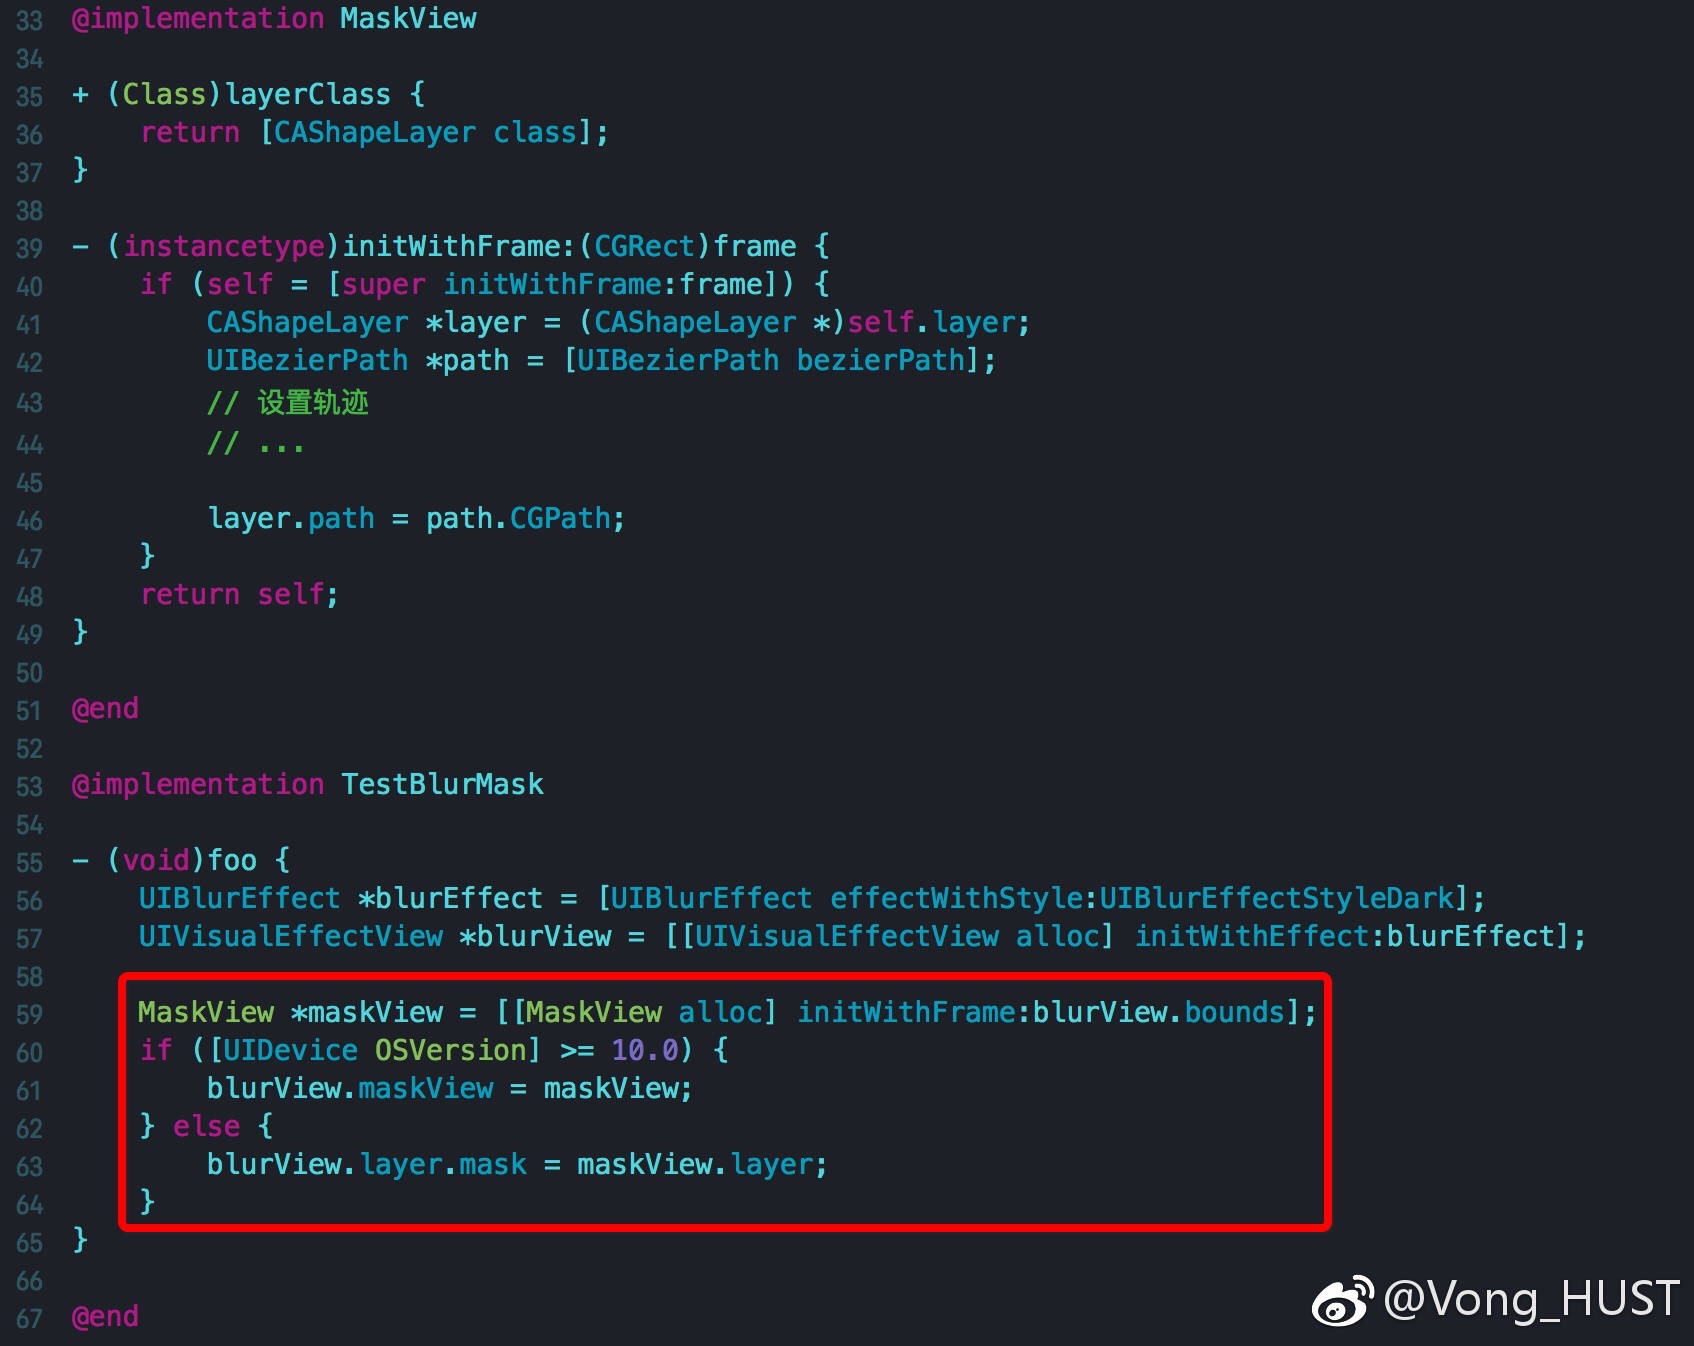 33 @implementation MaskView
34
35 + (Class)layerClass {
36     return [CAShapeLayer class];
37 }
38
39 - (instancetype)initWithFrame:(CGRect)frame {
40     if (self = [super initWithFrame:frame]) {
41         CAShapeLayer *layer = (CAShapeLayer *)self.layer;
42         UIBezierPath *path = [UIBezierPath bezierPath];
43         // 设置轨迹
44         // ...
45
46         layer.path = path.CGPath;
47     }
48     return self;
49 }
50
51 @end
52
53 @implementation TestBlurMask
54
55 - (void)foo {
56     UIBlurEffect *blurEffect = [UIBlurEffect effectWithStyle:UIBlurEffectStyleDark];
57     UIVisualEffectView *blurView = [[UIVisualEffectView alloc] initWithEffect:blurEffect];
58
59     MaskView *maskView = [[MaskView alloc] initWithFrame:blurView.bounds];
60     if ([UIDevice OSVersion] >= 10.0) {
61         blurView.maskView = maskView;
62     } else {
63         blurView.layer.mask = maskView.layer;
64     }
65 }
66
67 @end
@Vong_HUST